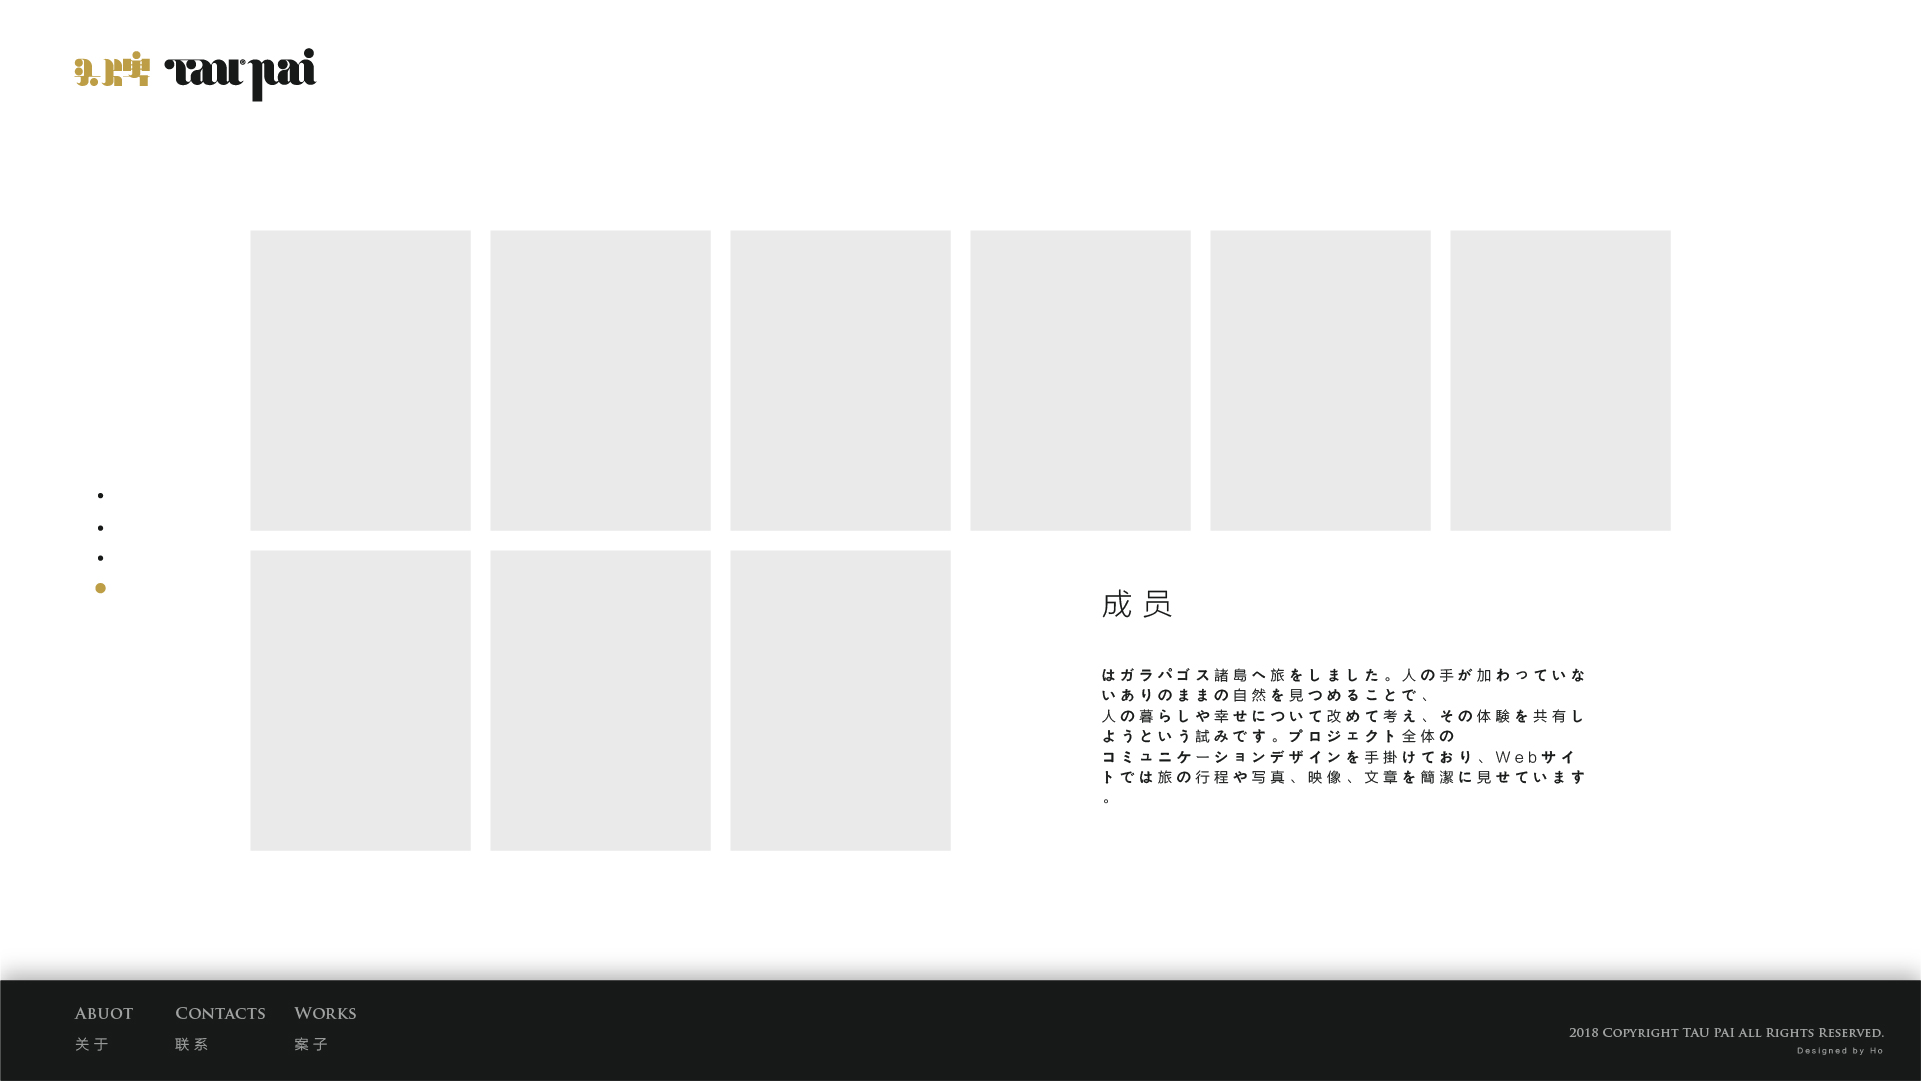 TAU pai
成员
はガラパゴス諸島へ旅をしました。人の手が加わっていな
いありのままの自然を見つめることで、
人の暮らしや幸せについて改めて考え、その体験を共有し
ようという試みです。プロジェクト全体の
コミュニケーションデザインを手掛けており、Webサイ
トでは旅の行程や写真、映像、文章を簡潔に見せています
。
Abuot
Contacts
Works
关于
联系
案子
2018 Copyright TAU PAI All Rights Reserved.
Designed by Ho